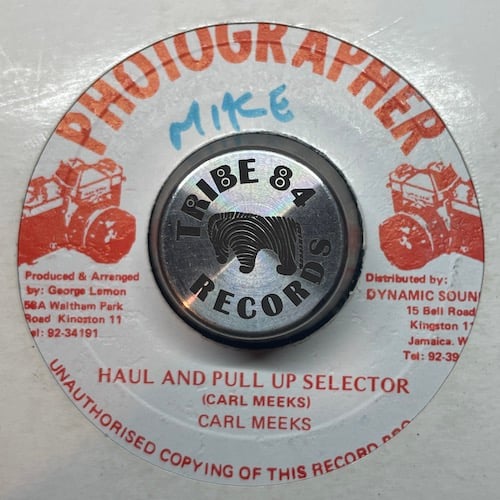 PHOTOGRAPHER
MIKE
TRIBE 84
RECORDS
Produced & Arranged
by: George Lemon
58A Waltham Park
Road Kingston 11
el: 92-34191
Distributed by:
DYNAMIC SOUN
15 Bell Road
Kingston 11
Jamaica. W
Tel: 92-39
HAUL AND PULL UP SELECTOR
(CARL MEEKS)
CARL MEEKS
UNAUTHORISED COPYING OF THIS RECORD PRO